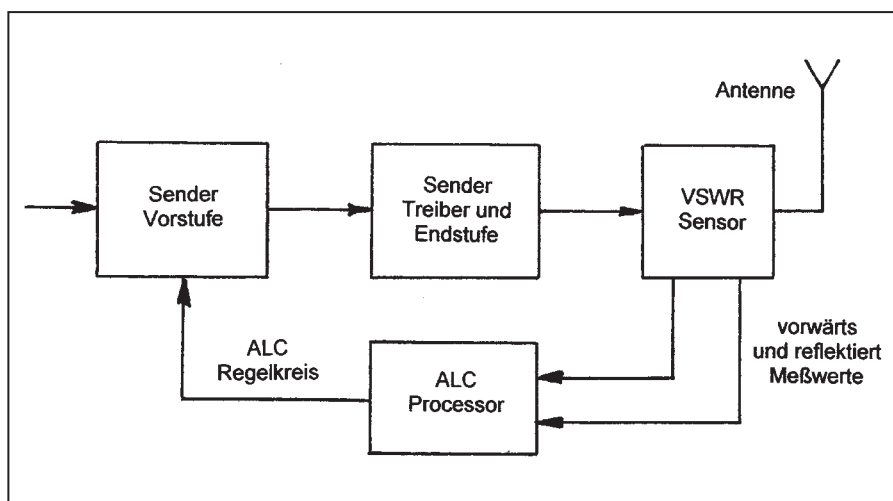 Antenne
Sender
Vorstufe
Sender
Treiber und
Endstufe
VSWR
Sensor
ALC
Regelkreis
ALC
Processor
vorwärts
und reflektiert
Meßwerte